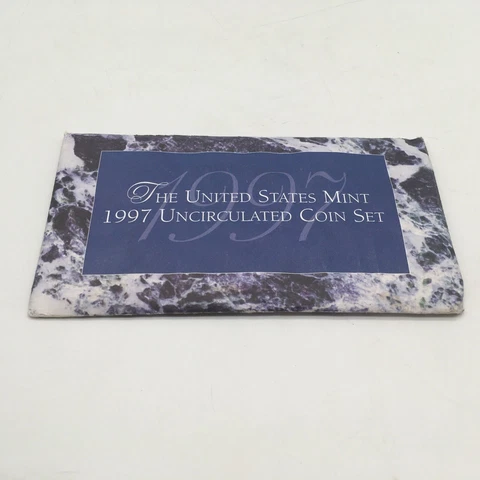 1997
The United States Mint
1997 Uncirculated Coin Set